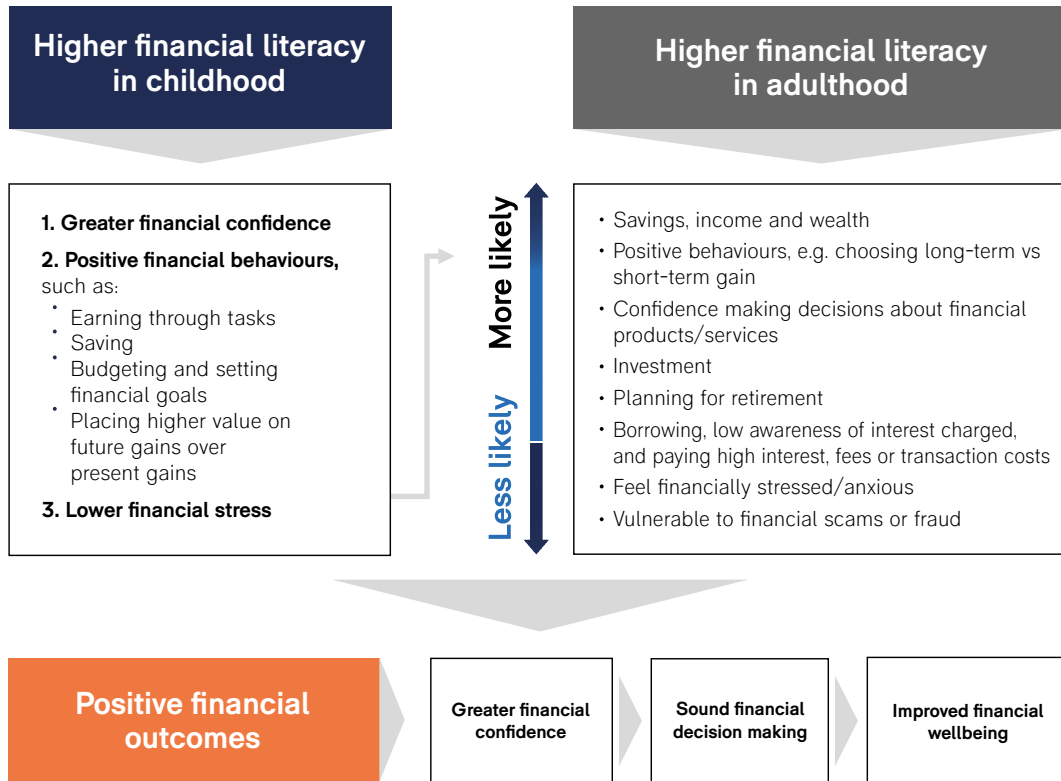 Higher financial literacy
in childhood
Higher financial literacy
in adulthood
1. Greater financial confidence
2. Positive financial behaviours,
such as:
• Earning through tasks
• Saving
• Budgeting and setting
financial goals
• Placing higher value on
future gains over
present gains
3. Lower financial stress
More likely
Less likely
• Savings, income and wealth
• Positive behaviours, e.g. choosing long-term vs
short-term gain
• Confidence making decisions about financial
products/services
• Investment
• Planning for retirement
• Borrowing, low awareness of interest charged,
and paying high interest, fees or transaction costs
• Feel financially stressed/anxious
• Vulnerable to financial scams or fraud
Positive financial
outcomes
Greater financial
confidence
Sound financial
decision making
Improved financial
wellbeing